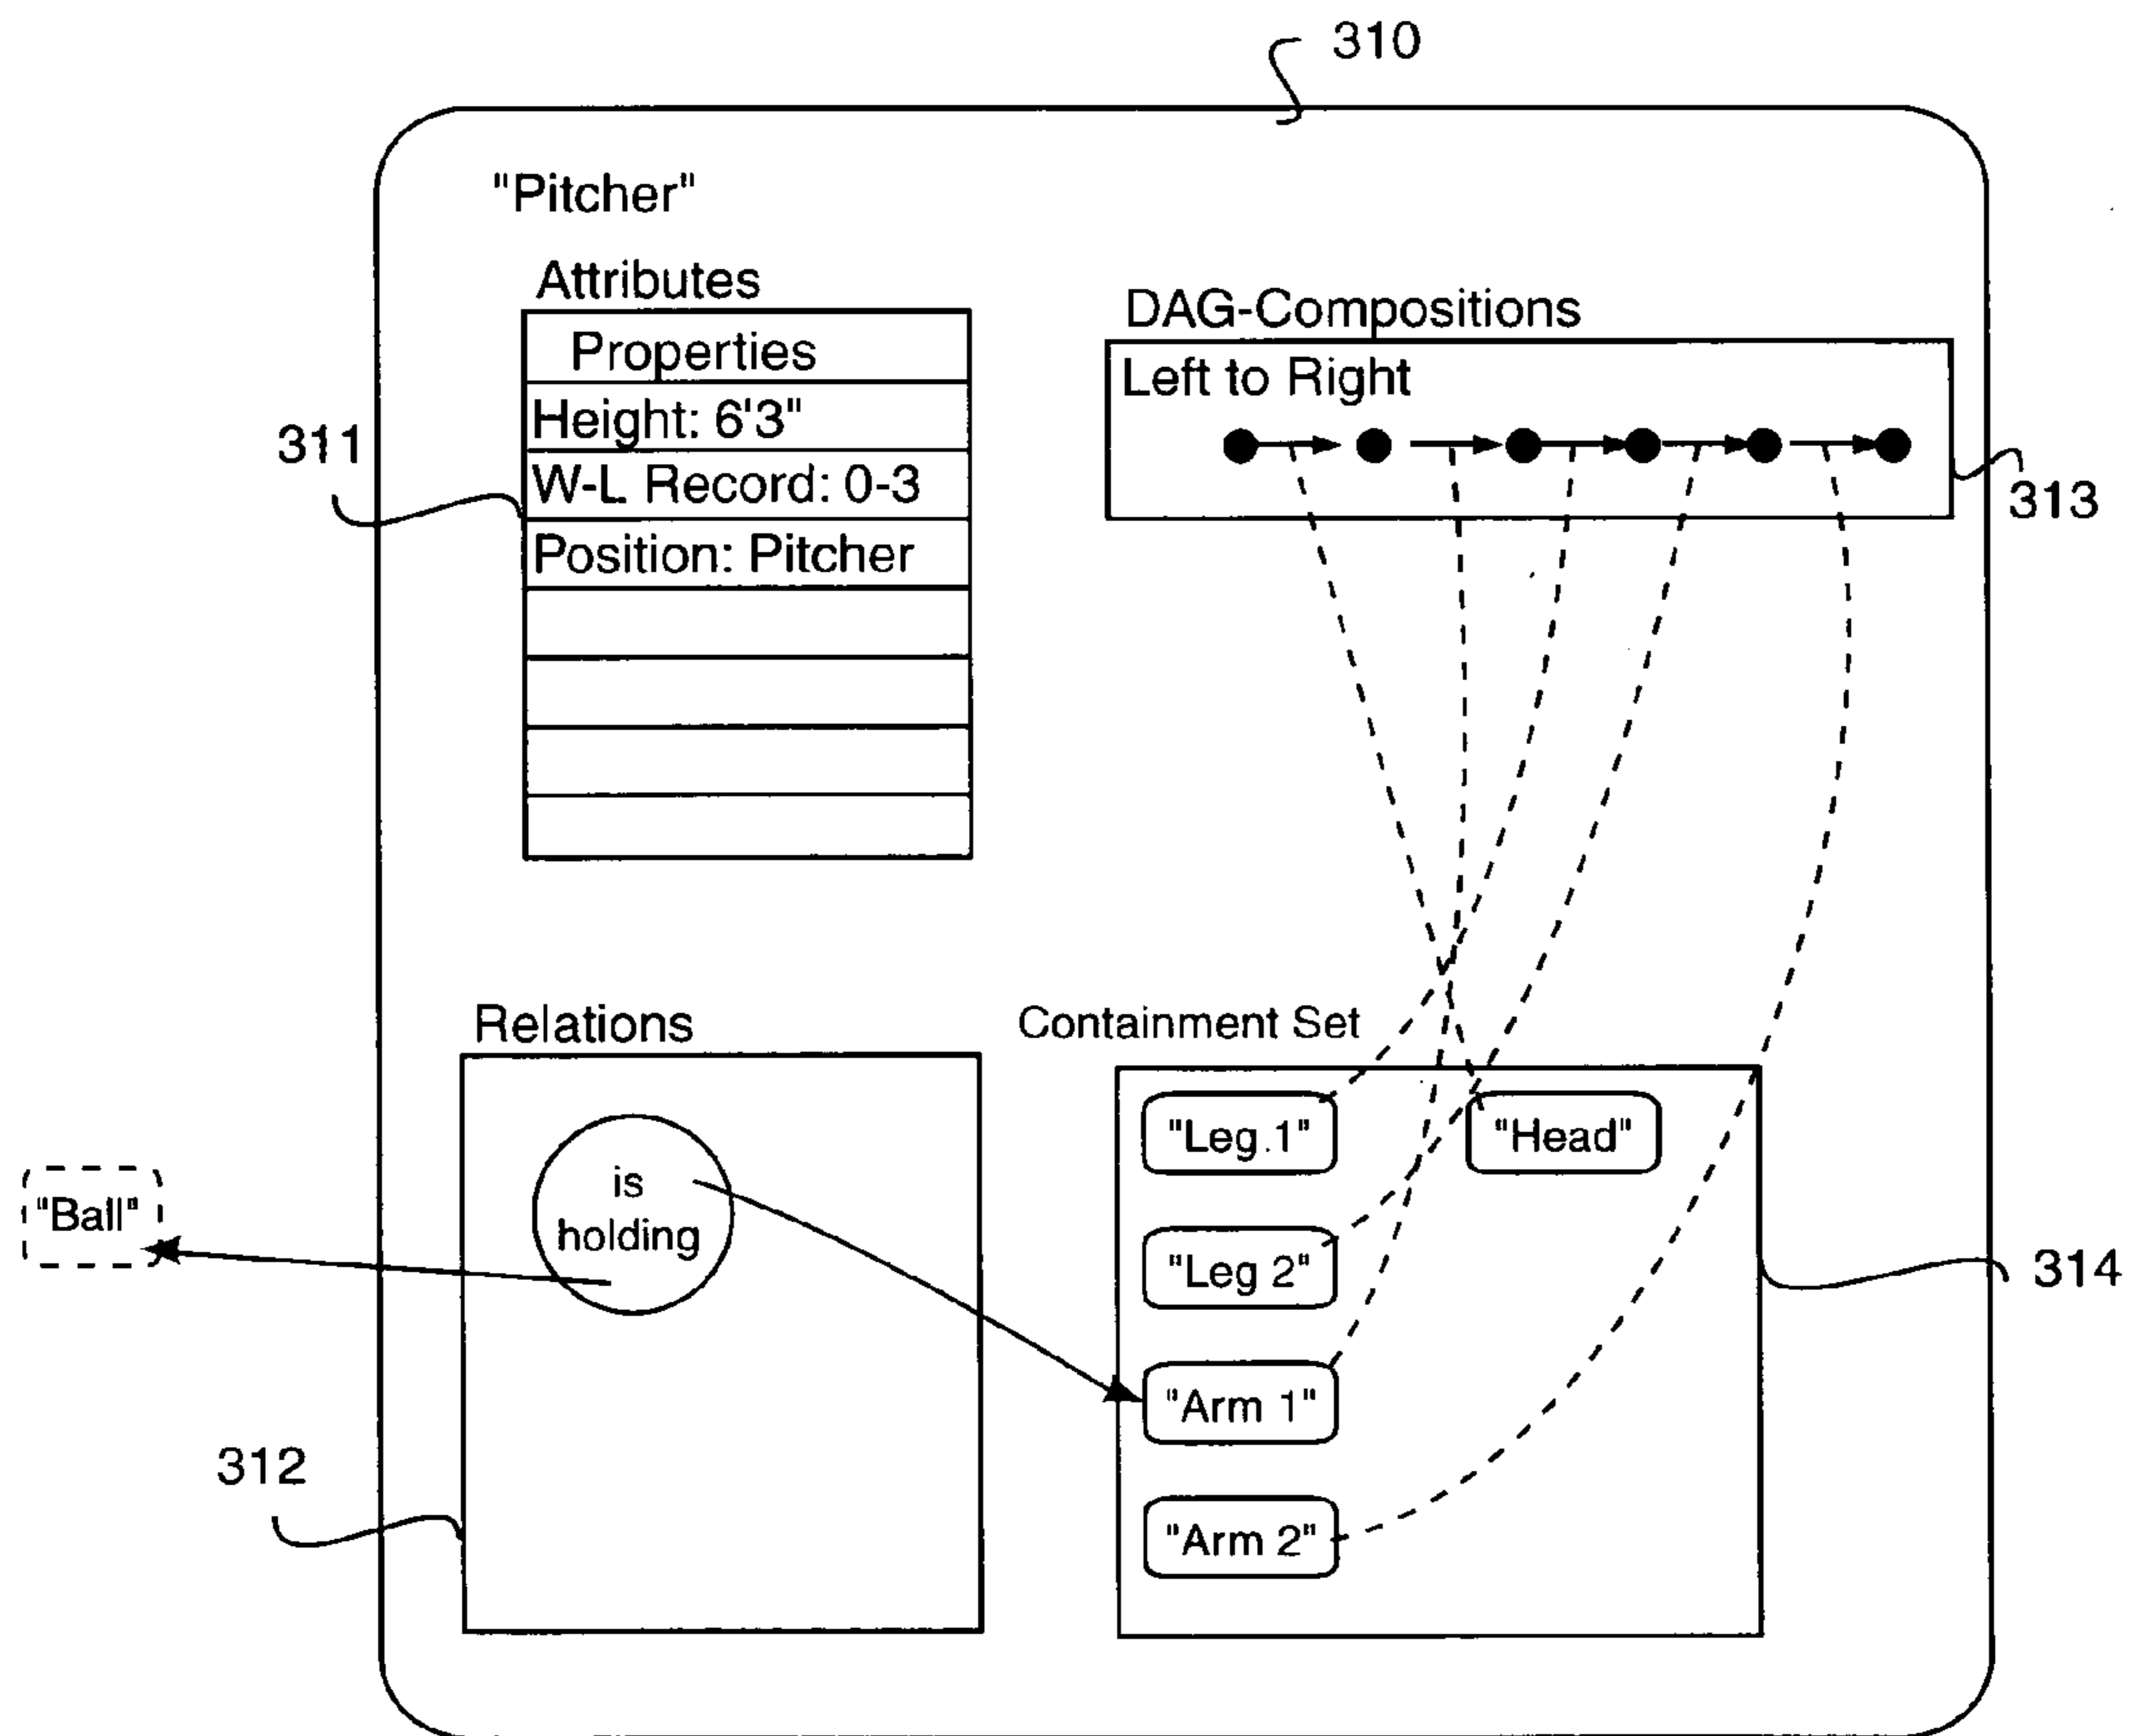 310
"Pitcher"
Attributes
Properties
Height: 6'3"
W-L Record: 0-3
Position: Pitcher
311
DAG-Compositions
Left to Right
313
Relations
is
holding
"Ball"
312
Containment Set
"Leg.1"
"Head"
"Leg 2"
"Arm 1"
"Arm 2"
314